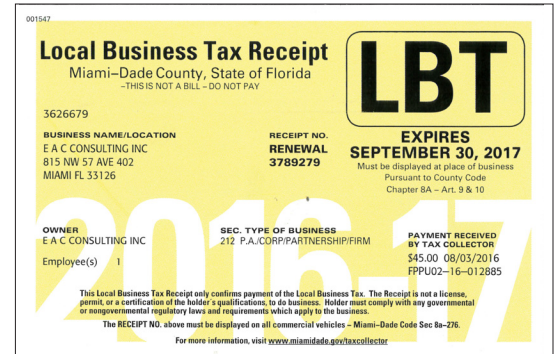 001547
Local Business Tax Receipt
Miami–Dade County, State of Florida
–THIS IS NOT A BILL – DO NOT PAY
LBT
3626679
BUSINESS NAME/LOCATION
E A C CONSULTING INC
815 NW 57 AVE 402
MIAMI FL 33126
RECEIPT NO.
RENEWAL
3789279
EXPIRES
SEPTEMBER 30, 2017
Must be displayed at place of business
Pursuant to County Code
Chapter 8A – Art. 9 & 10
2016-17
OWNER
E A C CONSULTING INC
Employee(s) 1
SEC. TYPE OF BUSINESS
212 P.A./CORP/PARTNERSHIP/FIRM
PAYMENT RECEIVED
BY TAX COLLECTOR
$45.00 08/03/2016
FPPU02–16–012885
This Local Business Tax Receipt only confirms payment of the Local Business Tax. The Receipt is not a license,
permit, or a certification of the holder's qualifications, to do business. Holder must comply with any governmental
or nongovernmental regulatory laws and requirements which apply to the business.
The RECEIPT NO. above must be displayed on all commercial vehicles – Miami–Dade Code Sec 8a–276.
For more information, visit www.miamidade.gov/taxcollector